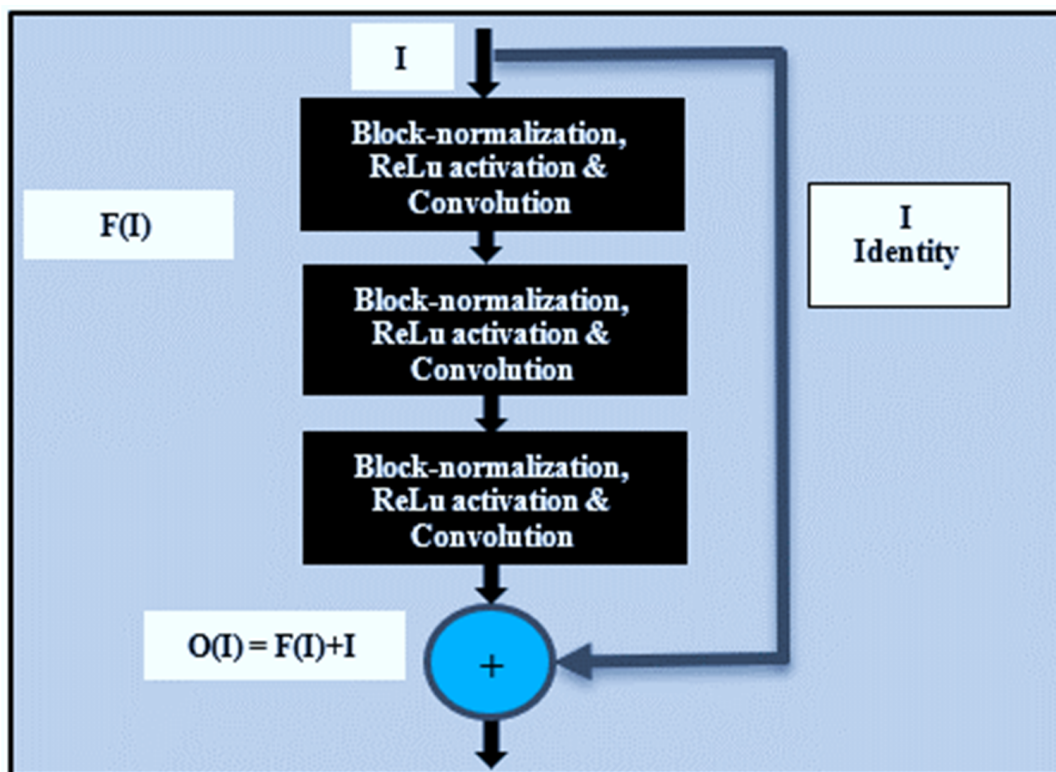 I
Block-normalization,
ReLu activation &
Convolution
F(I)
I
Identity
Block-normalization,
ReLu activation &
Convolution
Block-normalization,
ReLu activation &
Convolution
O(I) = F(I)+I
+